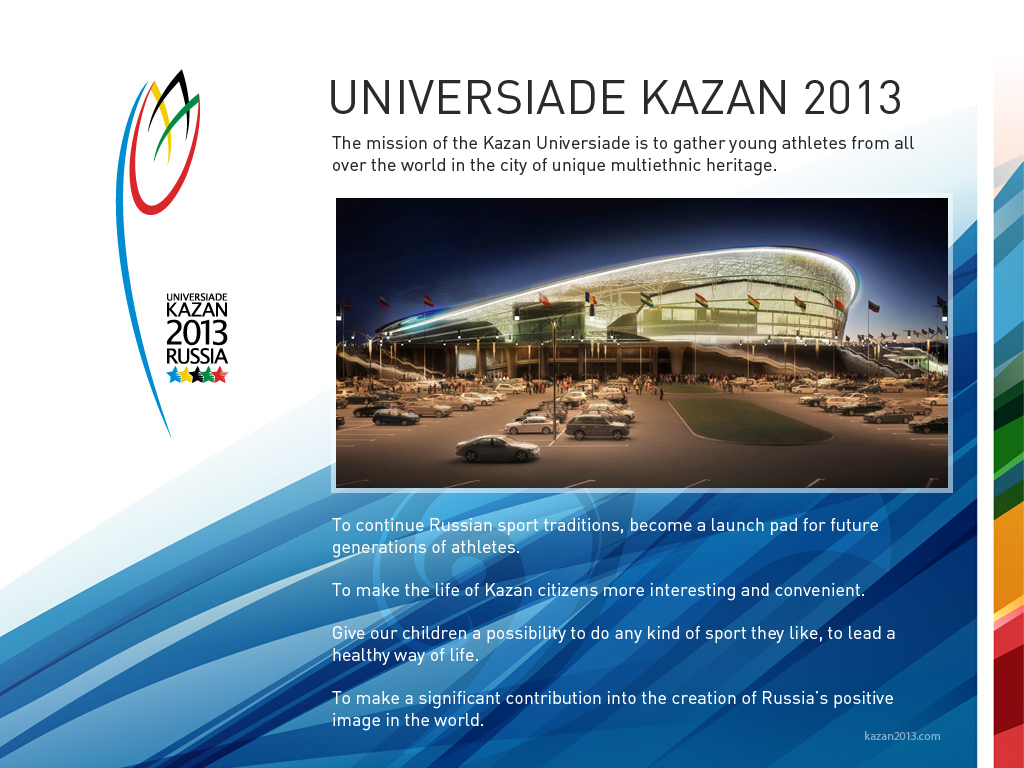 UNIVERSIADE KAZAN 2013
The mission of the Kazan Universiade is to gather young athletes from all
over the world in the city of unique multiethnic heritage.
UNIVERSIADE
KAZAN
2013
RUSSIA
To continue Russian sport traditions, become a launch pad for future
generations of athletes.
To make the life of Kazan citizens more interesting and convenient.
Give our children a possibility to do any kind of sport they like, to lead a
healthy way of life.
To make a significant contribution into the creation of Russia’s positive
image in the world.
kazan2013.com